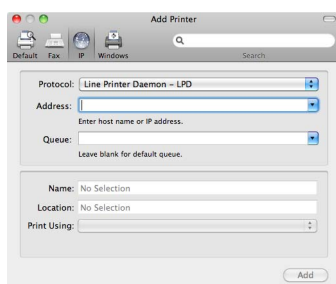 Add Printer
Default Fax IP Windows Search
Protocol: Line Printer Daemon – LPD
Address:
Enter host name or IP address.
Queue:
Leave blank for default queue.
Name: No Selection
Location: No Selection
Print Using:
Add